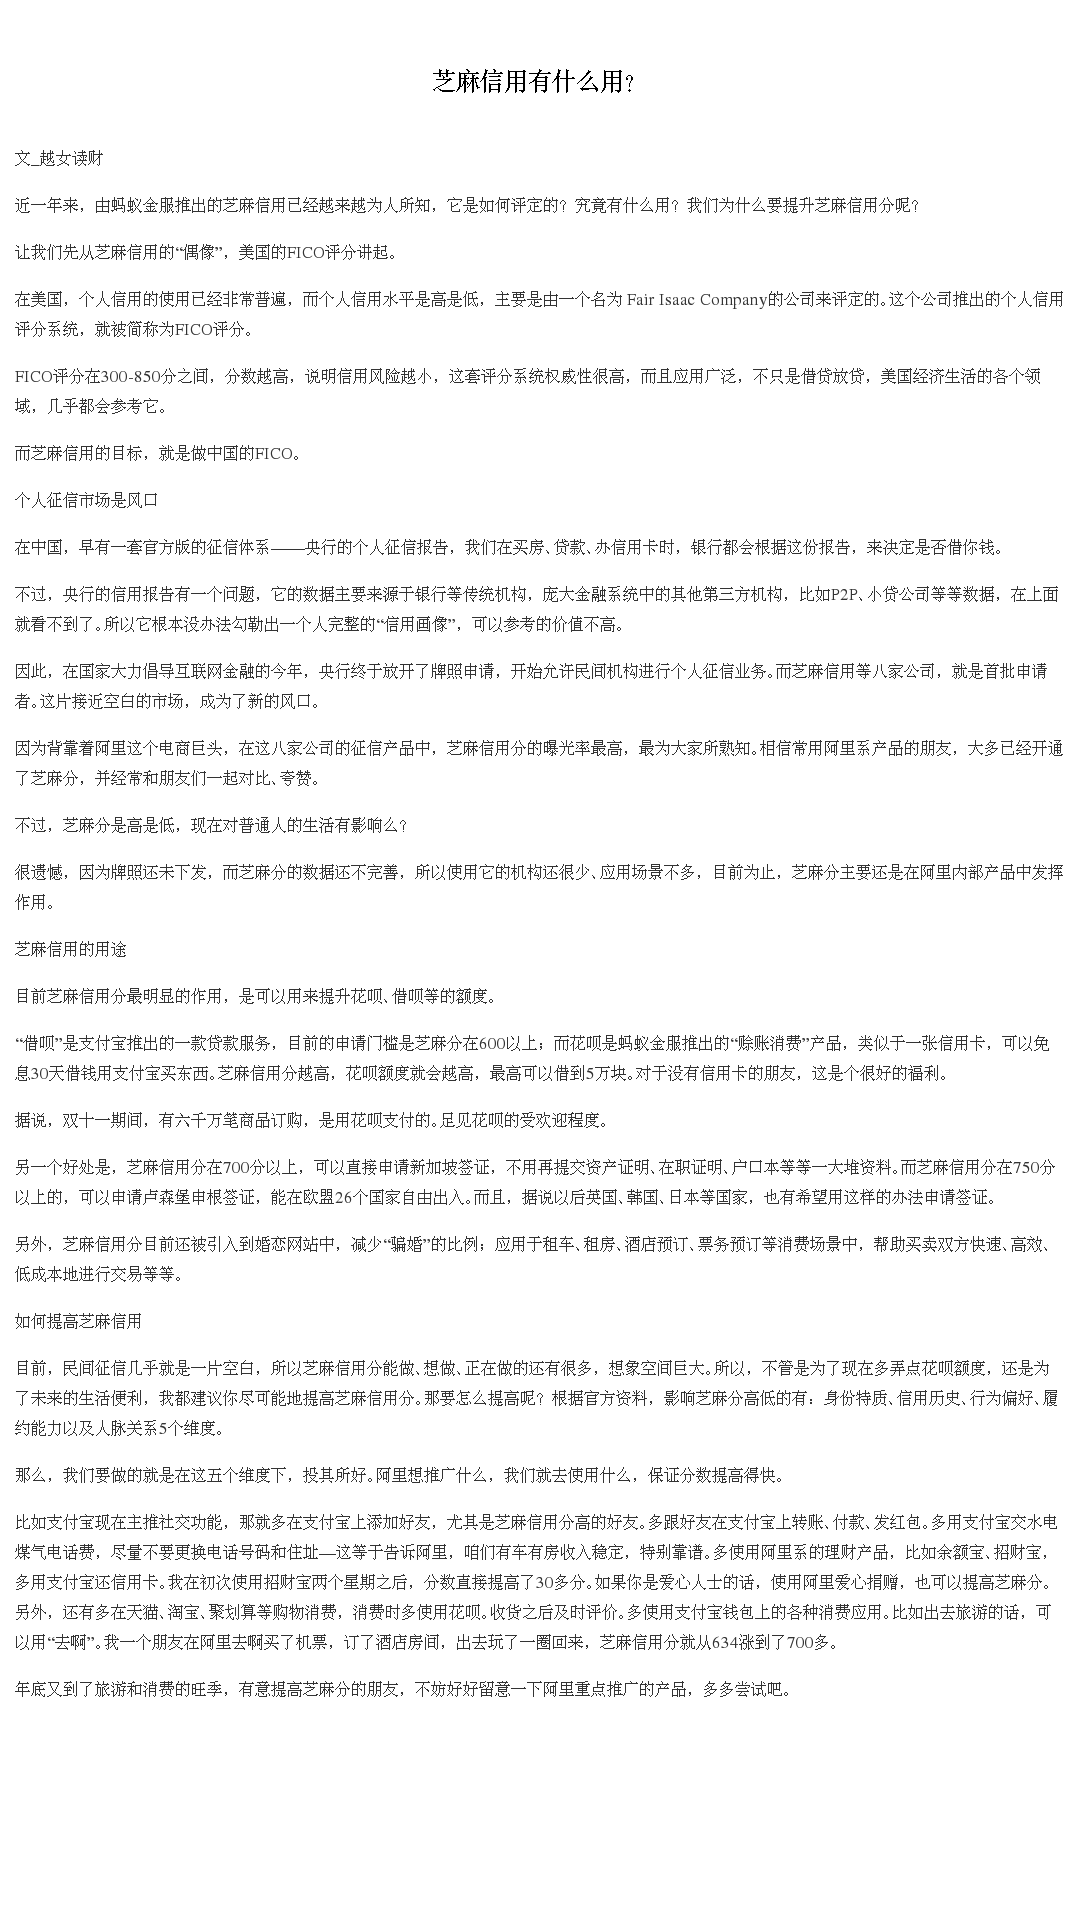 芝麻信用有什么用？
文_越女读财
近一年来，由蚂蚁金服推出的芝麻信用已经越来越为人所知，它是如何评定的？究竟有什么用？我们为什么要提升芝麻信用分呢？
让我们先从芝麻信用的“偶像”，美国的FICO评分讲起。
在美国，个人信用的使用已经非常普遍，而个人信用水平是高是低，主要是由一个名为 Fair Isaac Company的公司来评定的。这个公司推出的个人信用
评分系统，就被简称为FICO评分。
FICO评分在300-850分之间，分数越高，说明信用风险越小，这套评分系统权威性很高，而且应用广泛，不只是借贷放贷，美国经济生活的各个领
域，几乎都会参考它。
而芝麻信用的目标，就是做中国的FICO。
个人征信市场是风口
在中国，早有一套官方版的征信体系——央行的个人征信报告，我们在买房、贷款、办信用卡时，银行都会根据这份报告，来决定是否借你钱。
不过，央行的信用报告有一个问题，它的数据主要来源于银行等传统机构，庞大金融系统中的其他第三方机构，比如P2P、小贷公司等等数据，在上面
就看不到了。所以它根本没办法勾勒出一个人完整的“信用画像”，可以参考的价值不高。
因此，在国家大力倡导互联网金融的今年，央行终于放开了牌照申请，开始允许民间机构进行个人征信业务。而芝麻信用等八家公司，就是首批申请
者。这片接近空白的市场，成为了新的风口。
因为背靠着阿里这个电商巨头，在这八家公司的征信产品中，芝麻信用分的曝光率最高，最为大家所熟知。相信常用阿里系产品的朋友，大多已经开通
了芝麻分，并经常和朋友们一起对比、夸赞。
不过，芝麻分是高是低，现在对普通人的生活有影响么？
很遗憾，因为牌照还未下发，而芝麻分的数据还不完善，所以使用它的机构还很少、应用场景不多，目前为止，芝麻分主要还是在阿里内部产品中发挥
作用。
芝麻信用的用途
目前芝麻信用分最明显的作用，是可以用来提升花呗、借呗等的额度。
“借呗”是支付宝推出的一款贷款服务，目前的申请门槛是芝麻分在600以上；而花呗是蚂蚁金服推出的“赊账消费”产品，类似于一张信用卡，可以免
息30天借钱用支付宝买东西。芝麻信用分越高，花呗额度就会越高，最高可以借到5万块。对于没有信用卡的朋友，这是个很好的福利。
据说，双十一期间，有六千万笔商品订购，是用花呗支付的。足见花呗的受欢迎程度。
另一个好处是，芝麻信用分在700分以上，可以直接申请新加坡签证，不用再提交资产证明、在职证明、户口本等等一大堆资料。而芝麻信用分在750分
以上的，可以申请卢森堡申根签证，能在欧盟26个国家自由出入。而且，据说以后英国、韩国、日本等国家，也有希望用这样的办法申请签证。
另外，芝麻信用分目前还被引入到婚恋网站中，减少“骗婚”的比例；应用于租车、租房、酒店预订、票务预订等消费场景中，帮助买卖双方快速、高效、
低成本地进行交易等等。
如何提高芝麻信用
目前，民间征信几乎就是一片空白，所以芝麻信用分能做、想做、正在做的还有很多，想象空间巨大。所以，不管是为了现在多弄点花呗额度，还是为
了未来的生活便利，我都建议你尽可能地提高芝麻信用分。那要怎么提高呢？根据官方资料，影响芝麻分高低的有：身份特质、信用历史、行为偏好、履
约能力以及人脉关系5个维度。
那么，我们要做的就是在这五个维度下，投其所好。阿里想推广什么，我们就去使用什么，保证分数提高得快。
比如支付宝现在主推社交功能，那就多在支付宝上添加好友，尤其是芝麻信用分高的好友。多跟好友在支付宝上转账、付款、发红包。多用支付宝交水电
煤气电话费，尽量不要更换电话号码和住址—这等于告诉阿里，咱们有车有房收入稳定，特别靠谱。多使用阿里系的理财产品，比如余额宝、招财宝，
多用支付宝还信用卡。我在初次使用招财宝两个星期之后，分数直接提高了30多分。如果你是爱心人士的话，使用阿里爱心捐赠，也可以提高芝麻分。
另外，还有多在天猫、淘宝、聚划算等购物消费，消费时多使用花呗。收货之后及时评价。多使用支付宝钱包上的各种消费应用。比如出去旅游的话，可
以用“去啊”。我一个朋友在阿里去啊买了机票，订了酒店房间，出去玩了一圈回来，芝麻信用分就从634涨到了700多。
年底又到了旅游和消费的旺季，有意提高芝麻分的朋友，不妨好好留意一下阿里重点推广的产品，多多尝试吧。